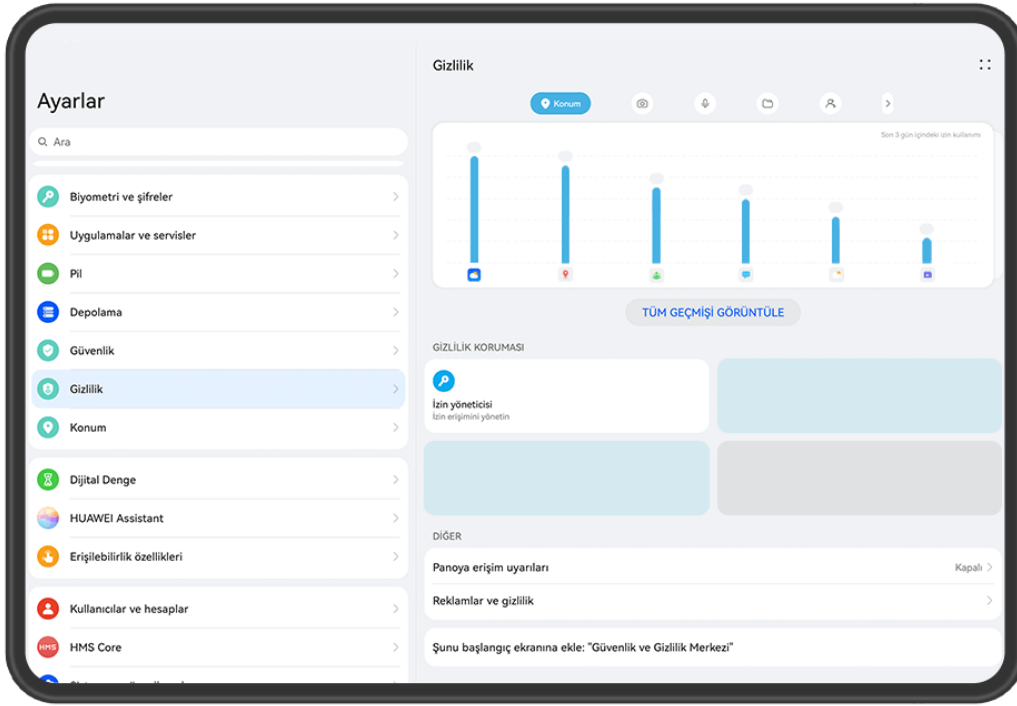 Ayarlar
Ara
Biyometri ve şifreler
Uygulamalar ve servisler
Pil
Depolama
Güvenlik
Gizlilik
Konum
Dijital Denge
HUAWEI Assistant
Erişilebilirlik özellikleri
Kullanıcılar ve hesaplar
HMS
HMS Core
Gizlilik
Konum
Son 3 gün içindeki izin kullanımı
TÜM GEÇMİŞİ GÖRÜNTÜLE
GİZLİLİK KORUMASI
İzin yöneticisi
İzin erişimini yönetin
DİĞER
Panoya erişim uyarıları
Kapalı
Reklamlar ve gizlilik
Şunu başlangıç ekranına ekle: "Güvenlik ve Gizlilik Merkezi"